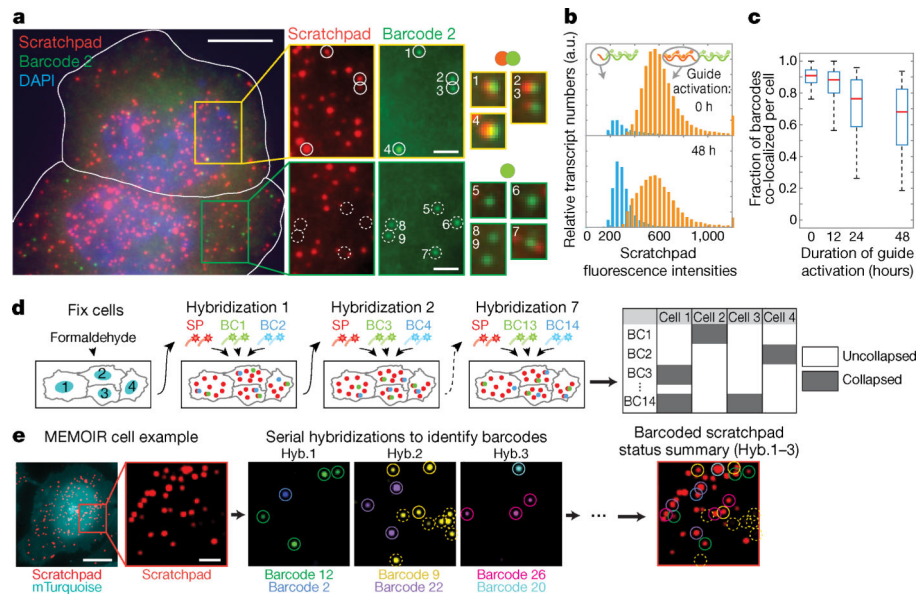 a
Scratchpad
Barcode 2
DAPI
Scratchpad
Barcode 2
1
2
3
4
1
2
3
4
5
6
8
9
7
5
6
8
9
7
b
Relative transcript numbers (a.u.)
Guide
activation:
0 h
48 h
0 200 600 1,000
Scratchpad
fluorescence intensities
c
Fraction of barcodes
co-localized per cell
1.0
0.8
0.6
0.4
0.2
0
0 12 24 48
Duration of guide
activation (hours)
d
Fix cells
Formaldehyde
1
2
3
4
Hybridization 1
SP BC1 BC2
Hybridization 2
SP BC3 BC4
Hybridization 7
SP BC13 BC14
Cell 1 Cell 2 Cell 3 Cell 4
BC1
BC2
BC3
BC14
Uncollapsed
Collapsed
e
MEMOIR cell example
Scratchpad
mTurquoise
Scratchpad
Serial hybridizations to identify barcodes
Hyb.1
Hyb.2
Hyb.3
Barcode 12
Barcode 2
Barcode 9
Barcode 22
Barcode 26
Barcode 20
...
Barcoded scratchpad
status summary (Hyb.1–3)